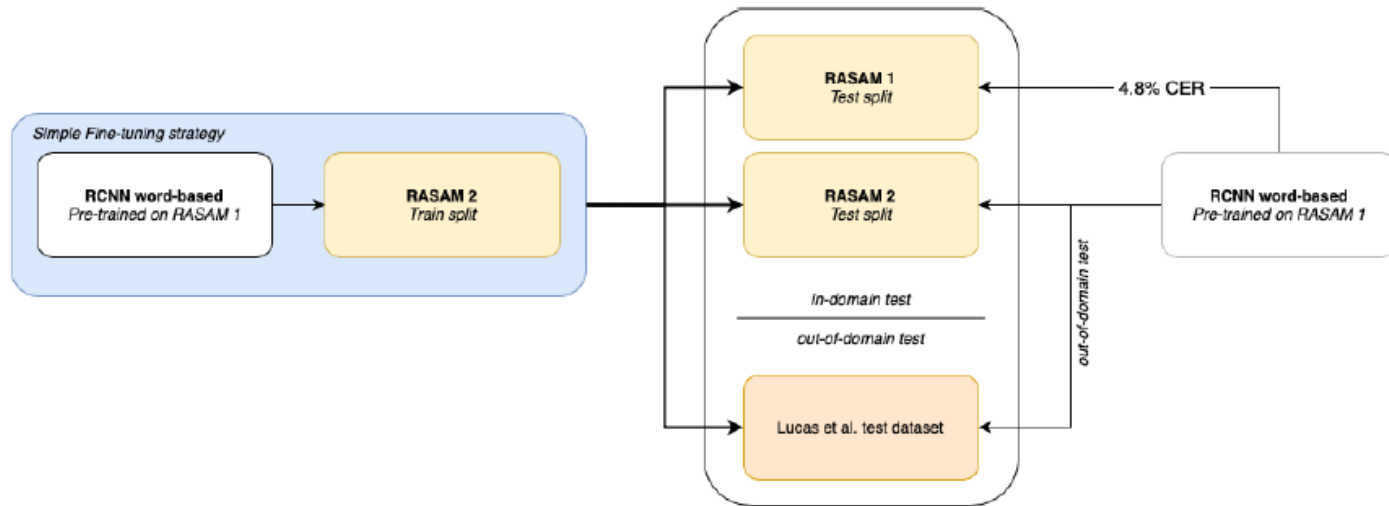 Simple Fine-tuning strategy
RCNN word-based
Pre-trained on RASAM 1
RASAM 2
Train split
RASAM 1
Test split
RASAM 2
Test split
in-domain test
out-of-domain test
Lucas et al. test dataset
4.8% CER
out-of-domain test
RCNN word-based
Pre-trained on RASAM 1